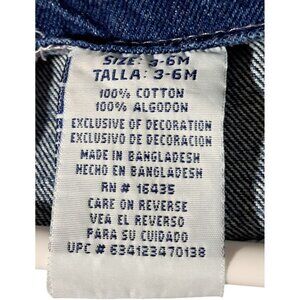 SIZE: 3-6M
TALLA: 3-6M
100% COTTON
100% ALGODON
EXCLUSIVE OF DECORATION
EXCLUSIVO DE DECORACION
MADE IN BANGLADESH
HECHO EN BANGLADESH
RN # 16435
CARE ON REVERSE
VEA EL REVERSO
PARA SU CUIDADO
UPC # 634123470138